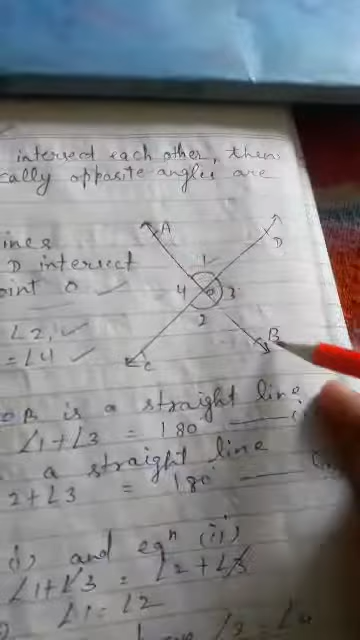 intersect each other, then
cally opposite angles are
A
ines
D
D intersect
1
oint O
4
O
3
∠2,
2
=∠4
B
C
OB is a straight line
∠1+∠3 = 180
a straight line
2+∠3 = 180
and eqⁿ (ii)
∠1+∠3 = ∠2+∠3
∠1=∠2